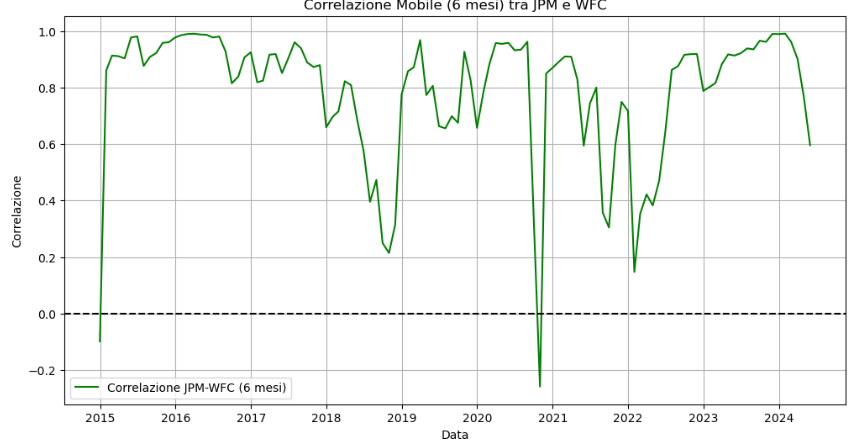 Correlazione Mobile (6 mesi) tra JPM e WFC
1.0
0.8
0.6
0.4
0.2
0.0
−0.2
Correlazione
Correlazione JPM-WFC (6 mesi)
2015 2016 2017 2018 2019 2020 2021 2022 2023 2024
Data